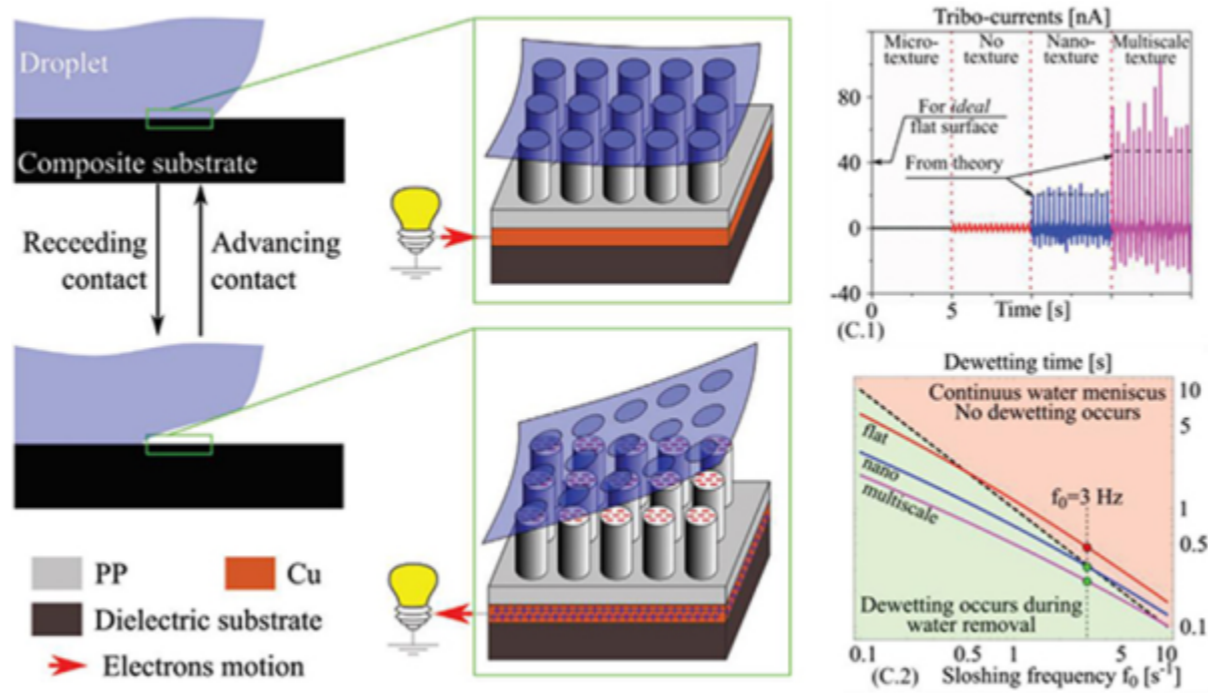 Droplet
Composite substrate
Receeding
contact
Advancing
contact
PP
Cu
Dielectric substrate
Electrons motion
Tribo-currents [nA]
Micro-
texture
No
texture
Nano-
texture
Multiscale
texture
80
40
0
-40
For ideal
flat surface
From theory
0
5
Time [s]
(C.1)
Dewetting time [s]
Continuus water meniscus
No dewetting occurs
flat
nano
multiscale
f₀=3 Hz
Dewetting occurs during
water removal
10
5
1
0.5
0.1
0.1
0.5
1
5
10
(C.2)
Sloshing frequency f₀ [s⁻¹]